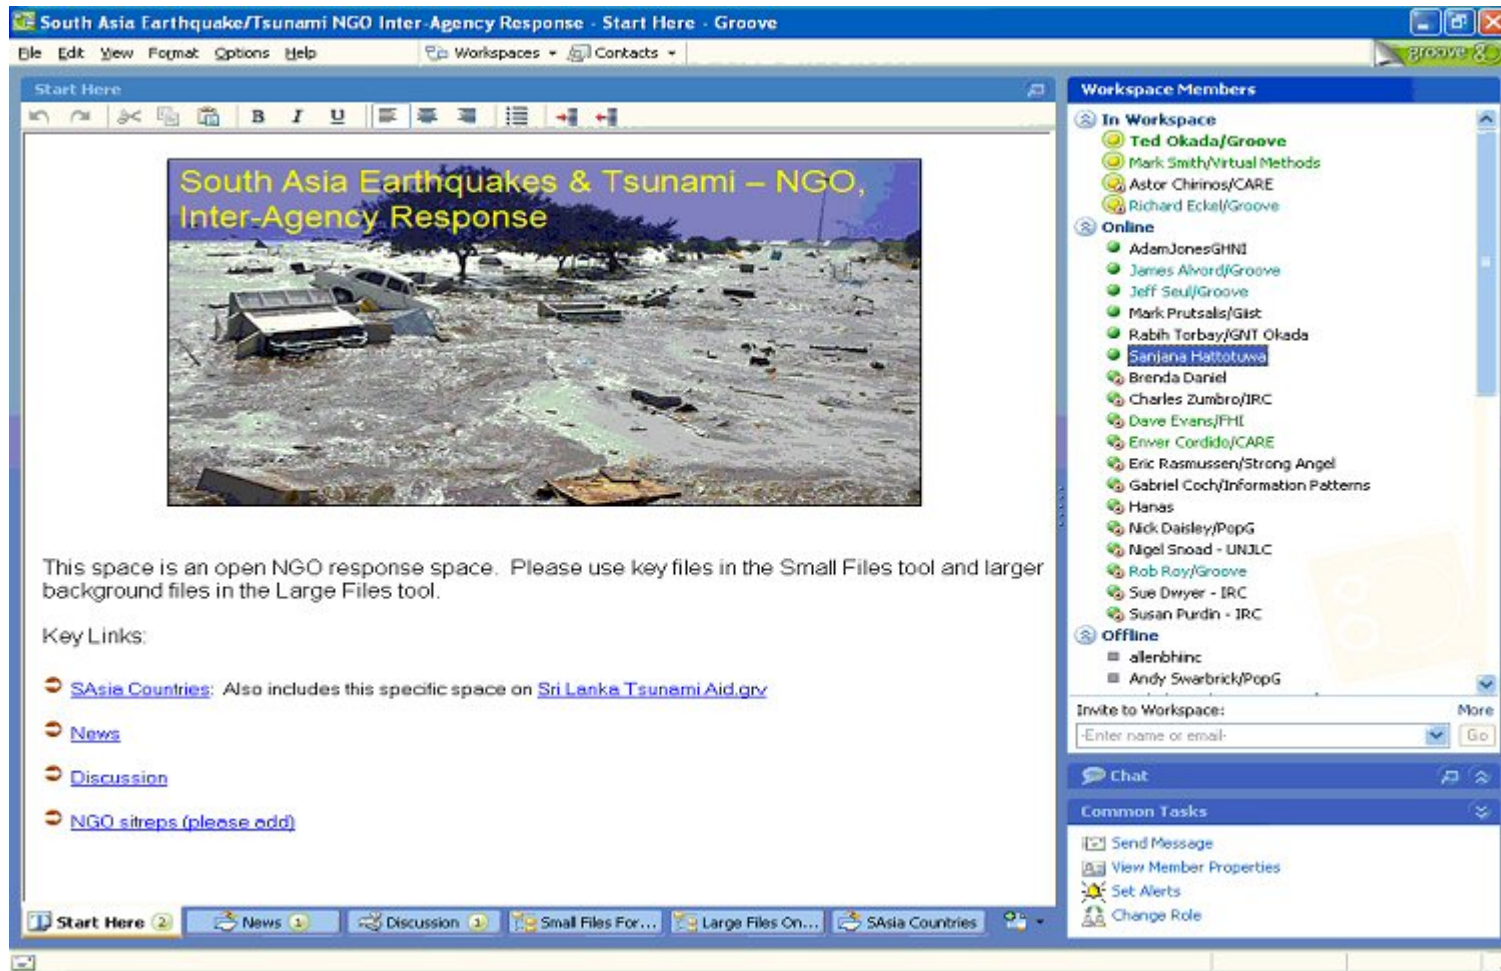 South Asia Earthquake/Tsunami NGO Inter-Agency Response - Start Here - Groove
File Edit View Format Options Help
Workspaces Contacts
groove
Start Here
B I U
South Asia Earthquakes & Tsunami – NGO,
Inter-Agency Response
This space is an open NGO response space. Please use key files in the Small Files tool and larger
background files in the Large Files tool.
Key Links:
SAsia Countries: Also includes this specific space on Sri Lanka Tsunami Aid.grv
News
Discussion
NGO sitreps (please add)
Start Here 2 News 1 Discussion 1 Small Files For... Large Files On... SAsia Countries
Workspace Members
In Workspace
Ted Okada/Groove
Mark Smith/Virtual Methods
Astor Chirinos/CARE
Richard Eckel/Groove
Online
AdamJonesGHNI
James Alvord/Groove
Jeff Seul/Groove
Mark Prutsalis/Giist
Rabih Torbay/GNT Okada
Sanjana Hattotuwa
Brenda Daniel
Charles Zumbro/IRC
Dave Evans/FHI
Enver Cordido/CARE
Eric Rasmussen/Strong Angel
Gabriel Coch/Information Patterns
Hanas
Nick Daisley/PopG
Nigel Snoad - UNJLC
Rob Roy/Groove
Sue Dwyer - IRC
Susan Purdin - IRC
Offline
allenbhinc
Andy Swarbrick/PopG
Invite to Workspace: More
-Enter name or email- Go
Chat
Common Tasks
Send Message
View Member Properties
Set Alerts
Change Role